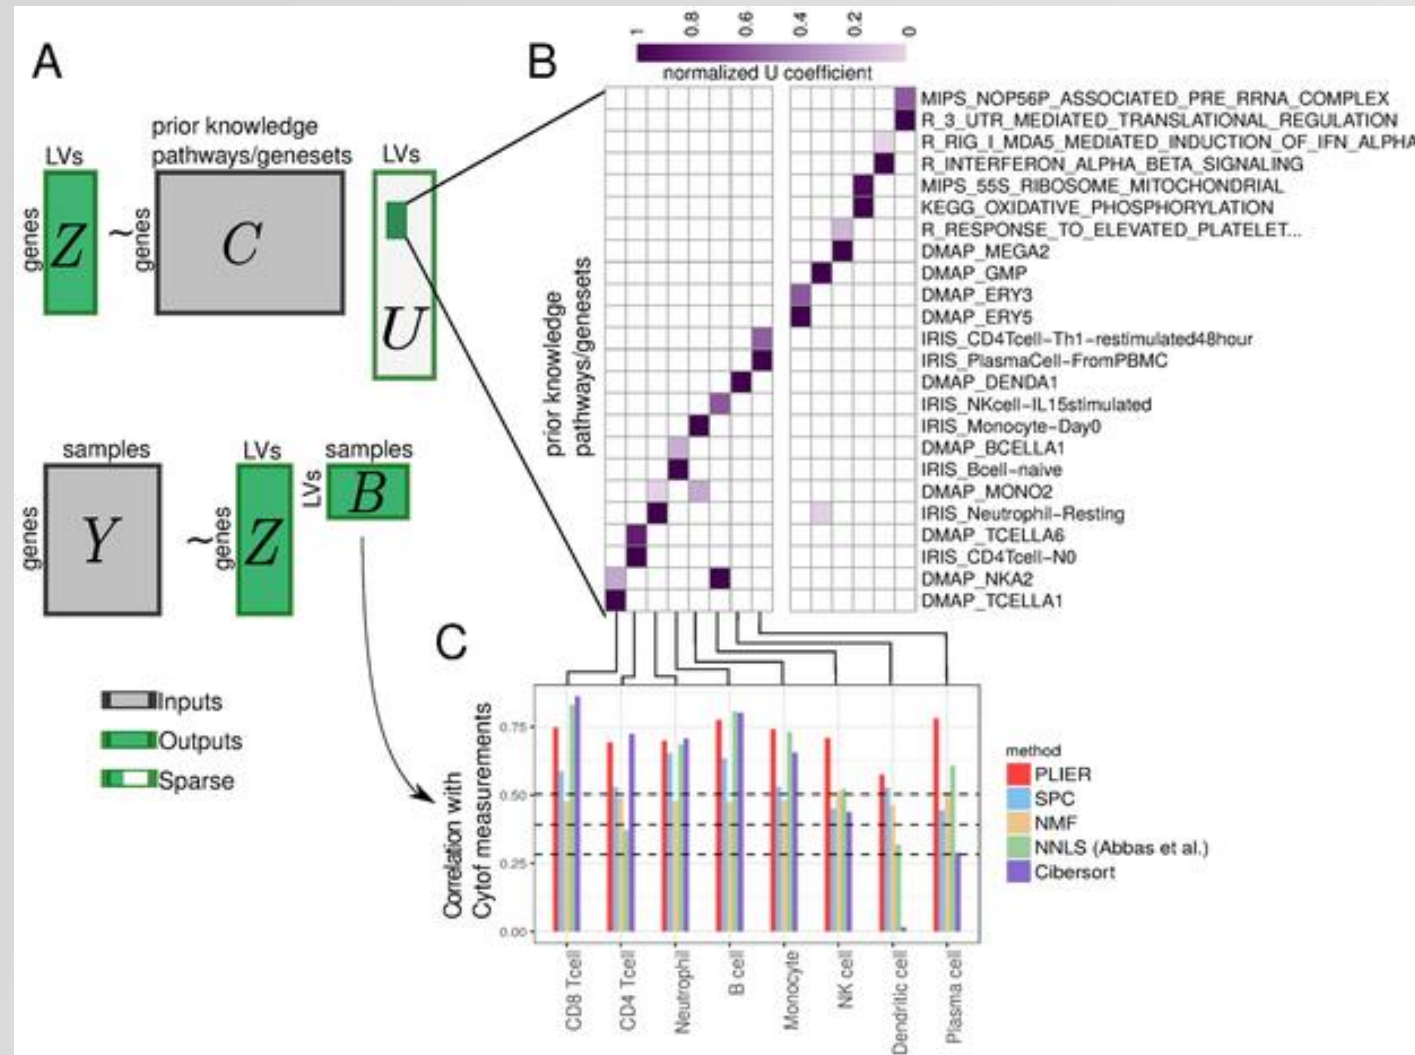 A
prior knowledge
pathways/genesets
LVs
LVs
genes
Z
~
genes
C
U
samples
LVs
samples
genes
Y
~
genes
Z
LVs
B
Inputs
Outputs
Sparse
B
1
0.8
0.6
0.4
0.2
0
normalized U coefficient
prior knowledge
pathways/genesets
MIPS_NOP56P_ASSOCIATED_PRE_RRNA_COMPLEX
R_3_UTR_MEDIATED_TRANSLATIONAL_REGULATION
R_RIG_I_MDA5_MEDIATED_INDUCTION_OF_IFN_ALPHA
R_INTERFERON_ALPHA_BETA_SIGNALING
MIPS_55S_RIBOSOME_MITOCHONDRIAL
KEGG_OXIDATIVE_PHOSPHORYLATION
R_RESPONSE_TO_ELEVATED_PLATELET...
DMAP_MEGA2
DMAP_GMP
DMAP_ERY3
DMAP_ERY5
IRIS_CD4Tcell−Th1−restimulated48hour
IRIS_PlasmaCell−FromPBMC
DMAP_DENDA1
IRIS_NKcell−IL15stimulated
IRIS_Monocyte−Day0
DMAP_BCELLA1
IRIS_Bcell−naive
DMAP_MONO2
IRIS_Neutrophil−Resting
DMAP_TCELLA6
IRIS_CD4Tcell−N0
DMAP_NKA2
DMAP_TCELLA1
C
Correlation with
Cytof measurements
0.75
0.50
0.25
0.00
CD8 Tcell
CD4 Tcell
Neutrophil
B cell
Monocyte
NK cell
Dendritic cell
Plasma cell
method
PLIER
SPC
NMF
NNLS (Abbas et al.)
Cibersort